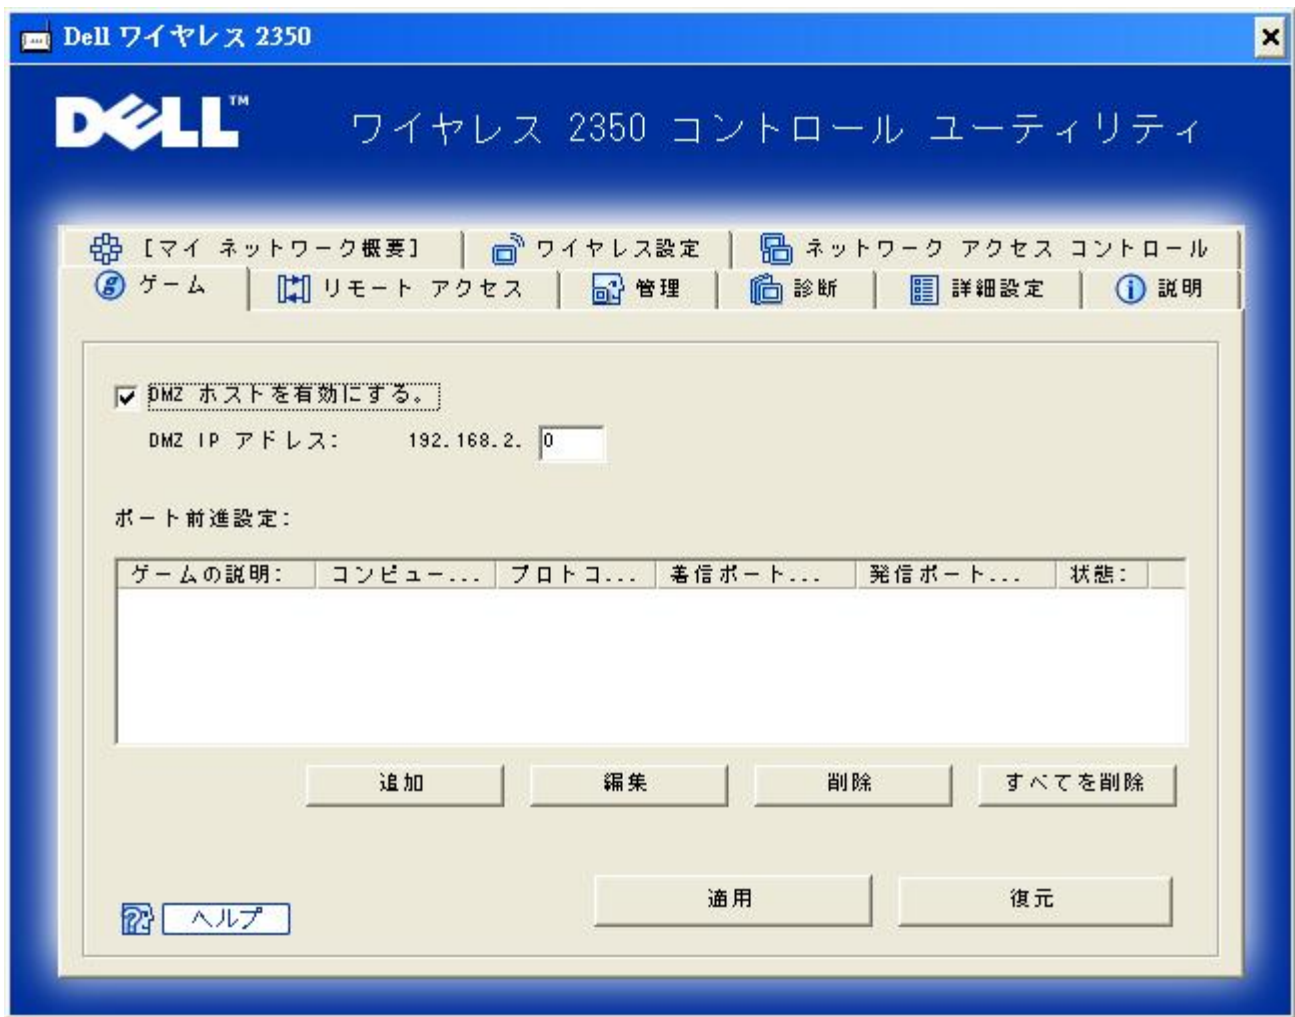 Dell ワイヤレス 2350
DELL™ ワイヤレス 2350 コントロール ユーティリティ
[マイ ネットワーク概要] ワイヤレス設定 ネットワーク アクセス コントロール
ゲーム リモート アクセス 管理 診断 詳細設定 説明
DMZ ホストを有効にする。
DMZ IP アドレス: 192.168.2. 0
ポート前進設定:
ゲームの説明: コンピュー... プロトコ... 着信ポート... 発信ポート... 状態:
追加 編集 削除 すべてを削除
適用 復元
ヘルプ